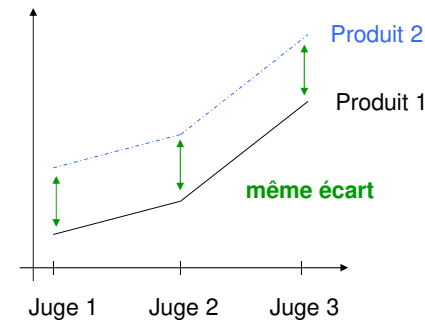 Produit 2
Produit 1
même écart
Juge 1 Juge 2 Juge 3